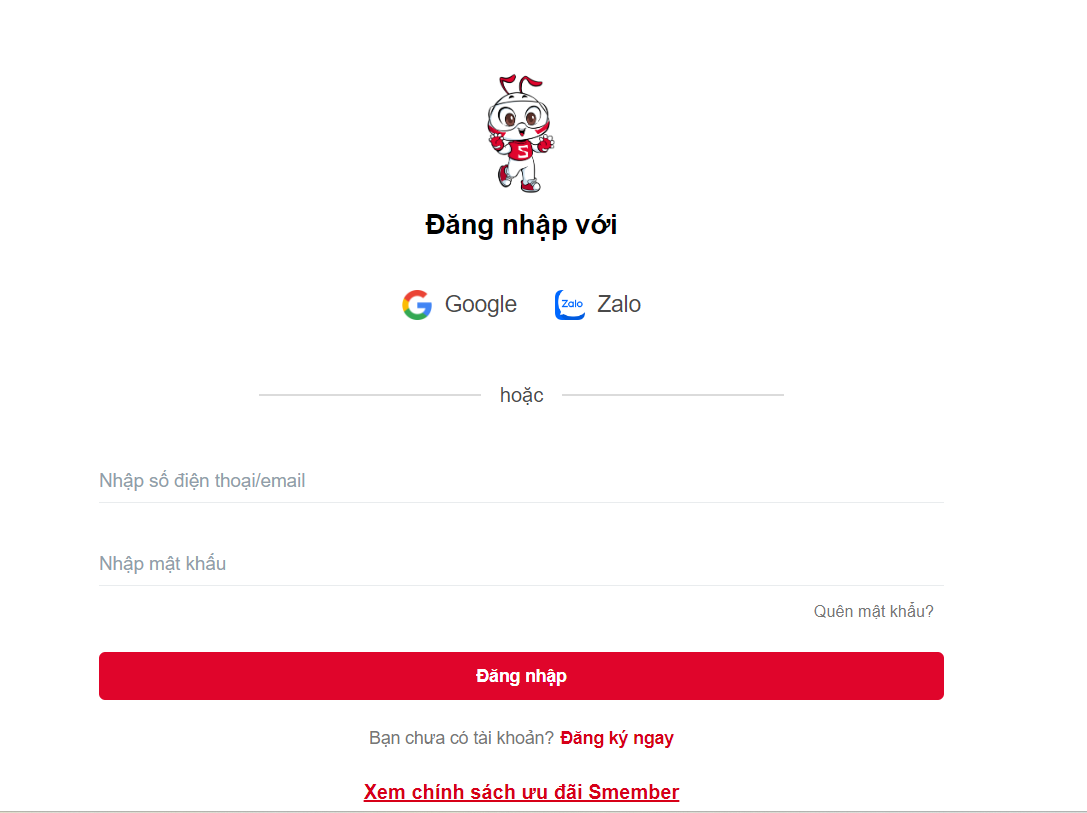 S
Đăng nhập với
Google Zalo Zalo
hoặc
Nhập số điện thoại/email
Nhập mật khẩu
Quên mật khẩu?
Đăng nhập
Bạn chưa có tài khoản? Đăng ký ngay
Xem chính sách ưu đãi Smember